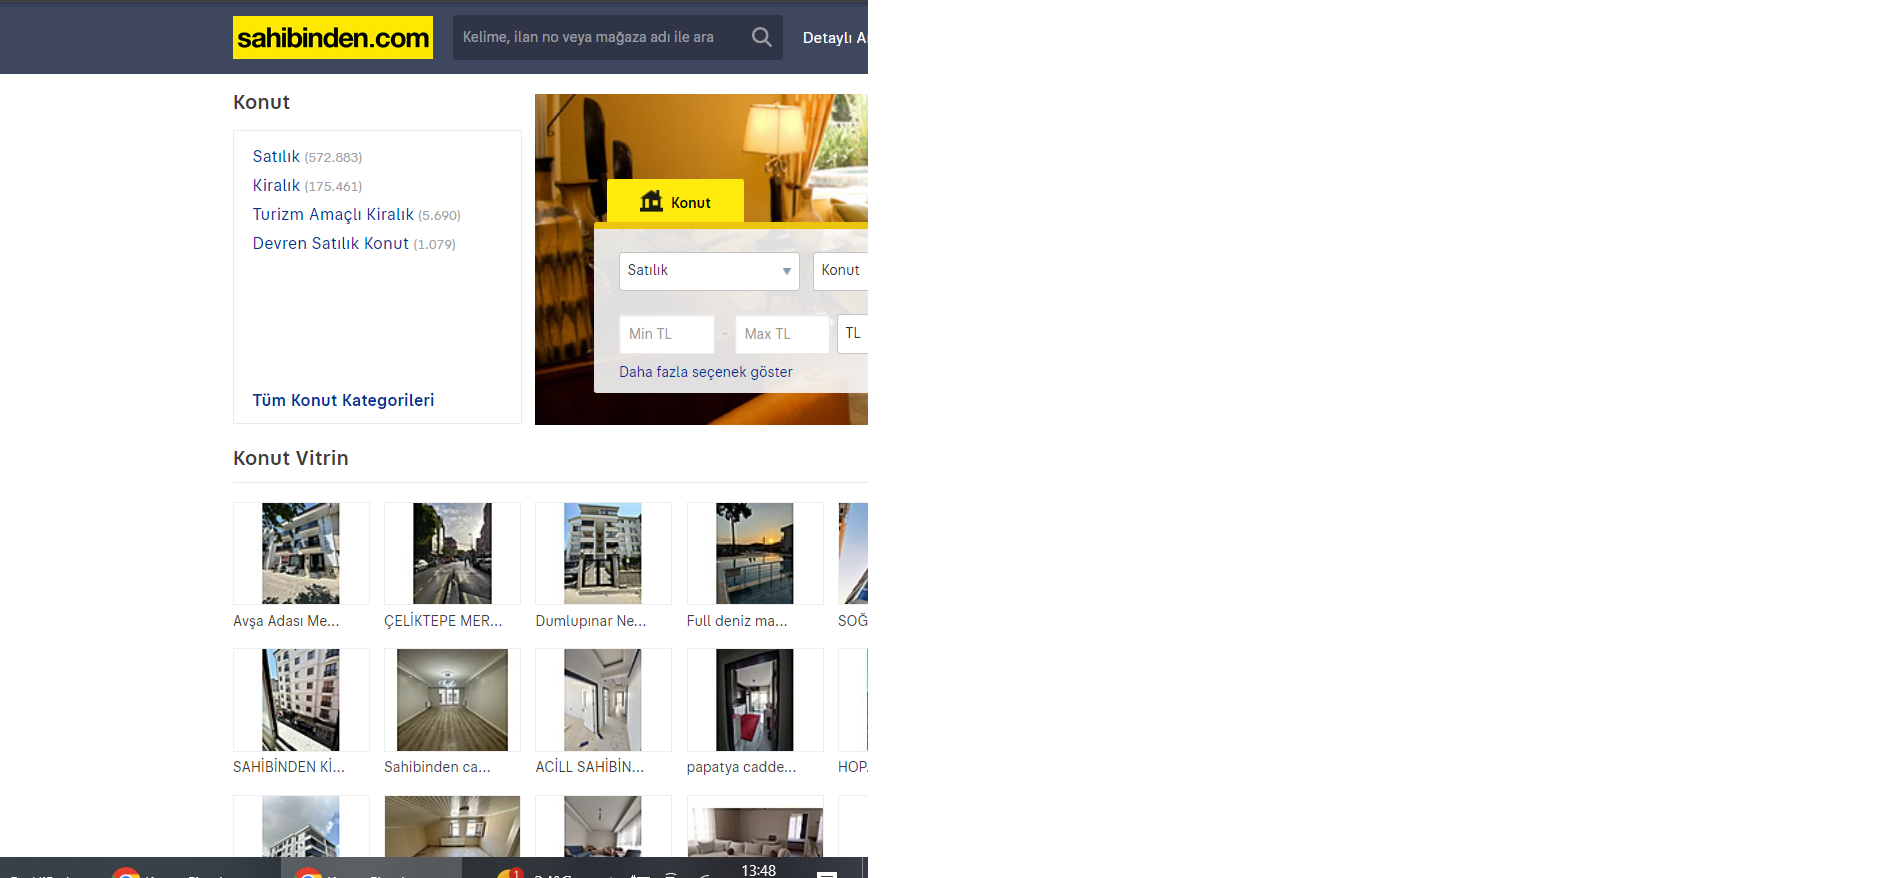 sahibinden.com
Kelime, ilan no veya mağaza adı ile ara
Detaylı A
Konut
Satılık (572.883)
Kiralık (175.461)
Turizm Amaçlı Kiralık (5.690)
Devren Satılık Konut (1.079)
Tüm Konut Kategorileri
Konut
Satılık
Konut
Min TL - Max TL TL
Daha fazla seçenek göster
Konut Vitrin
Avşa Adası Me...
ÇELİKTEPE MER...
Dumlupınar Ne...
Full deniz ma...
SOĞ
SAHİBİNDEN Kİ...
Sahibinden ca...
ACİLL SAHİBİN...
papatya cadde...
HOP
1
13:48